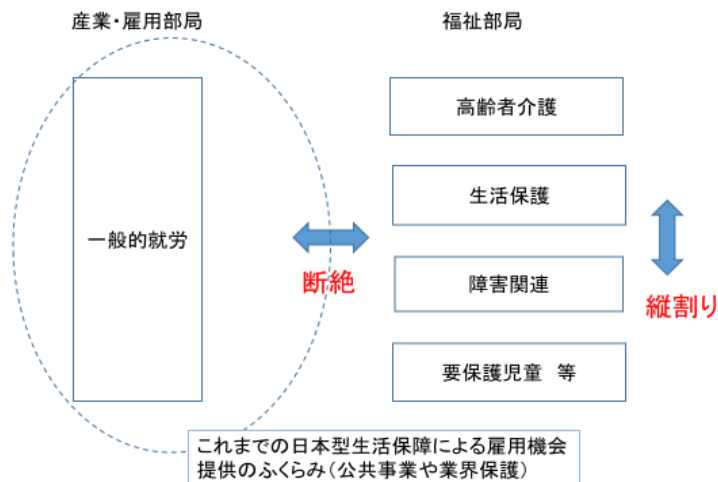 産業・雇用部局
福祉部局
一般的就労
高齢者介護
生活保護
障害関連
要保護児童　等
断絶
縦割り
これまでの日本型生活保障による雇用機会
提供のふくらみ（公共事業や業界保護）